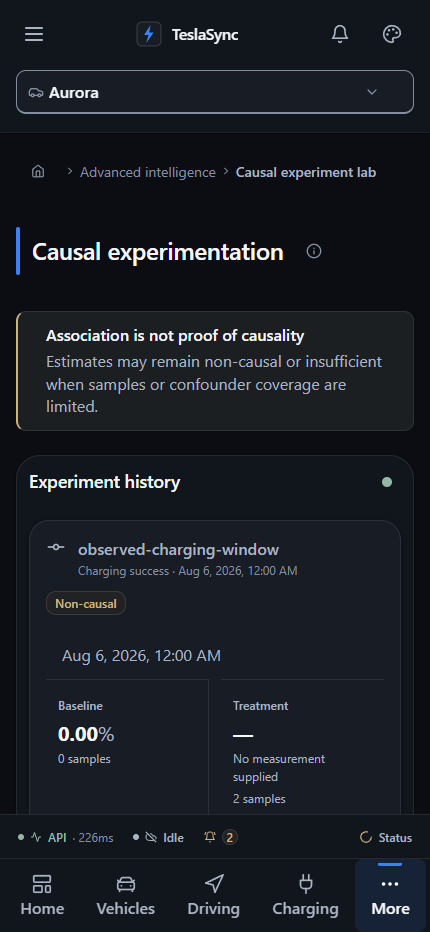 TeslaSync
Aurora
Advanced intelligence
Causal experiment lab
Causal experimentation
Association is not proof of causality
Estimates may remain non-causal or insufficient
when samples or confounder coverage are
limited.
Experiment history
observed-charging-window
Charging success · Aug 6, 2026, 12:00 AM
Non-causal
Aug 6, 2026, 12:00 AM
Baseline
0.00%
0 samples
Treatment
—
No measurement
supplied
2 samples
API · 226ms
Idle
2
Status
Home
Vehicles
Driving
Charging
More